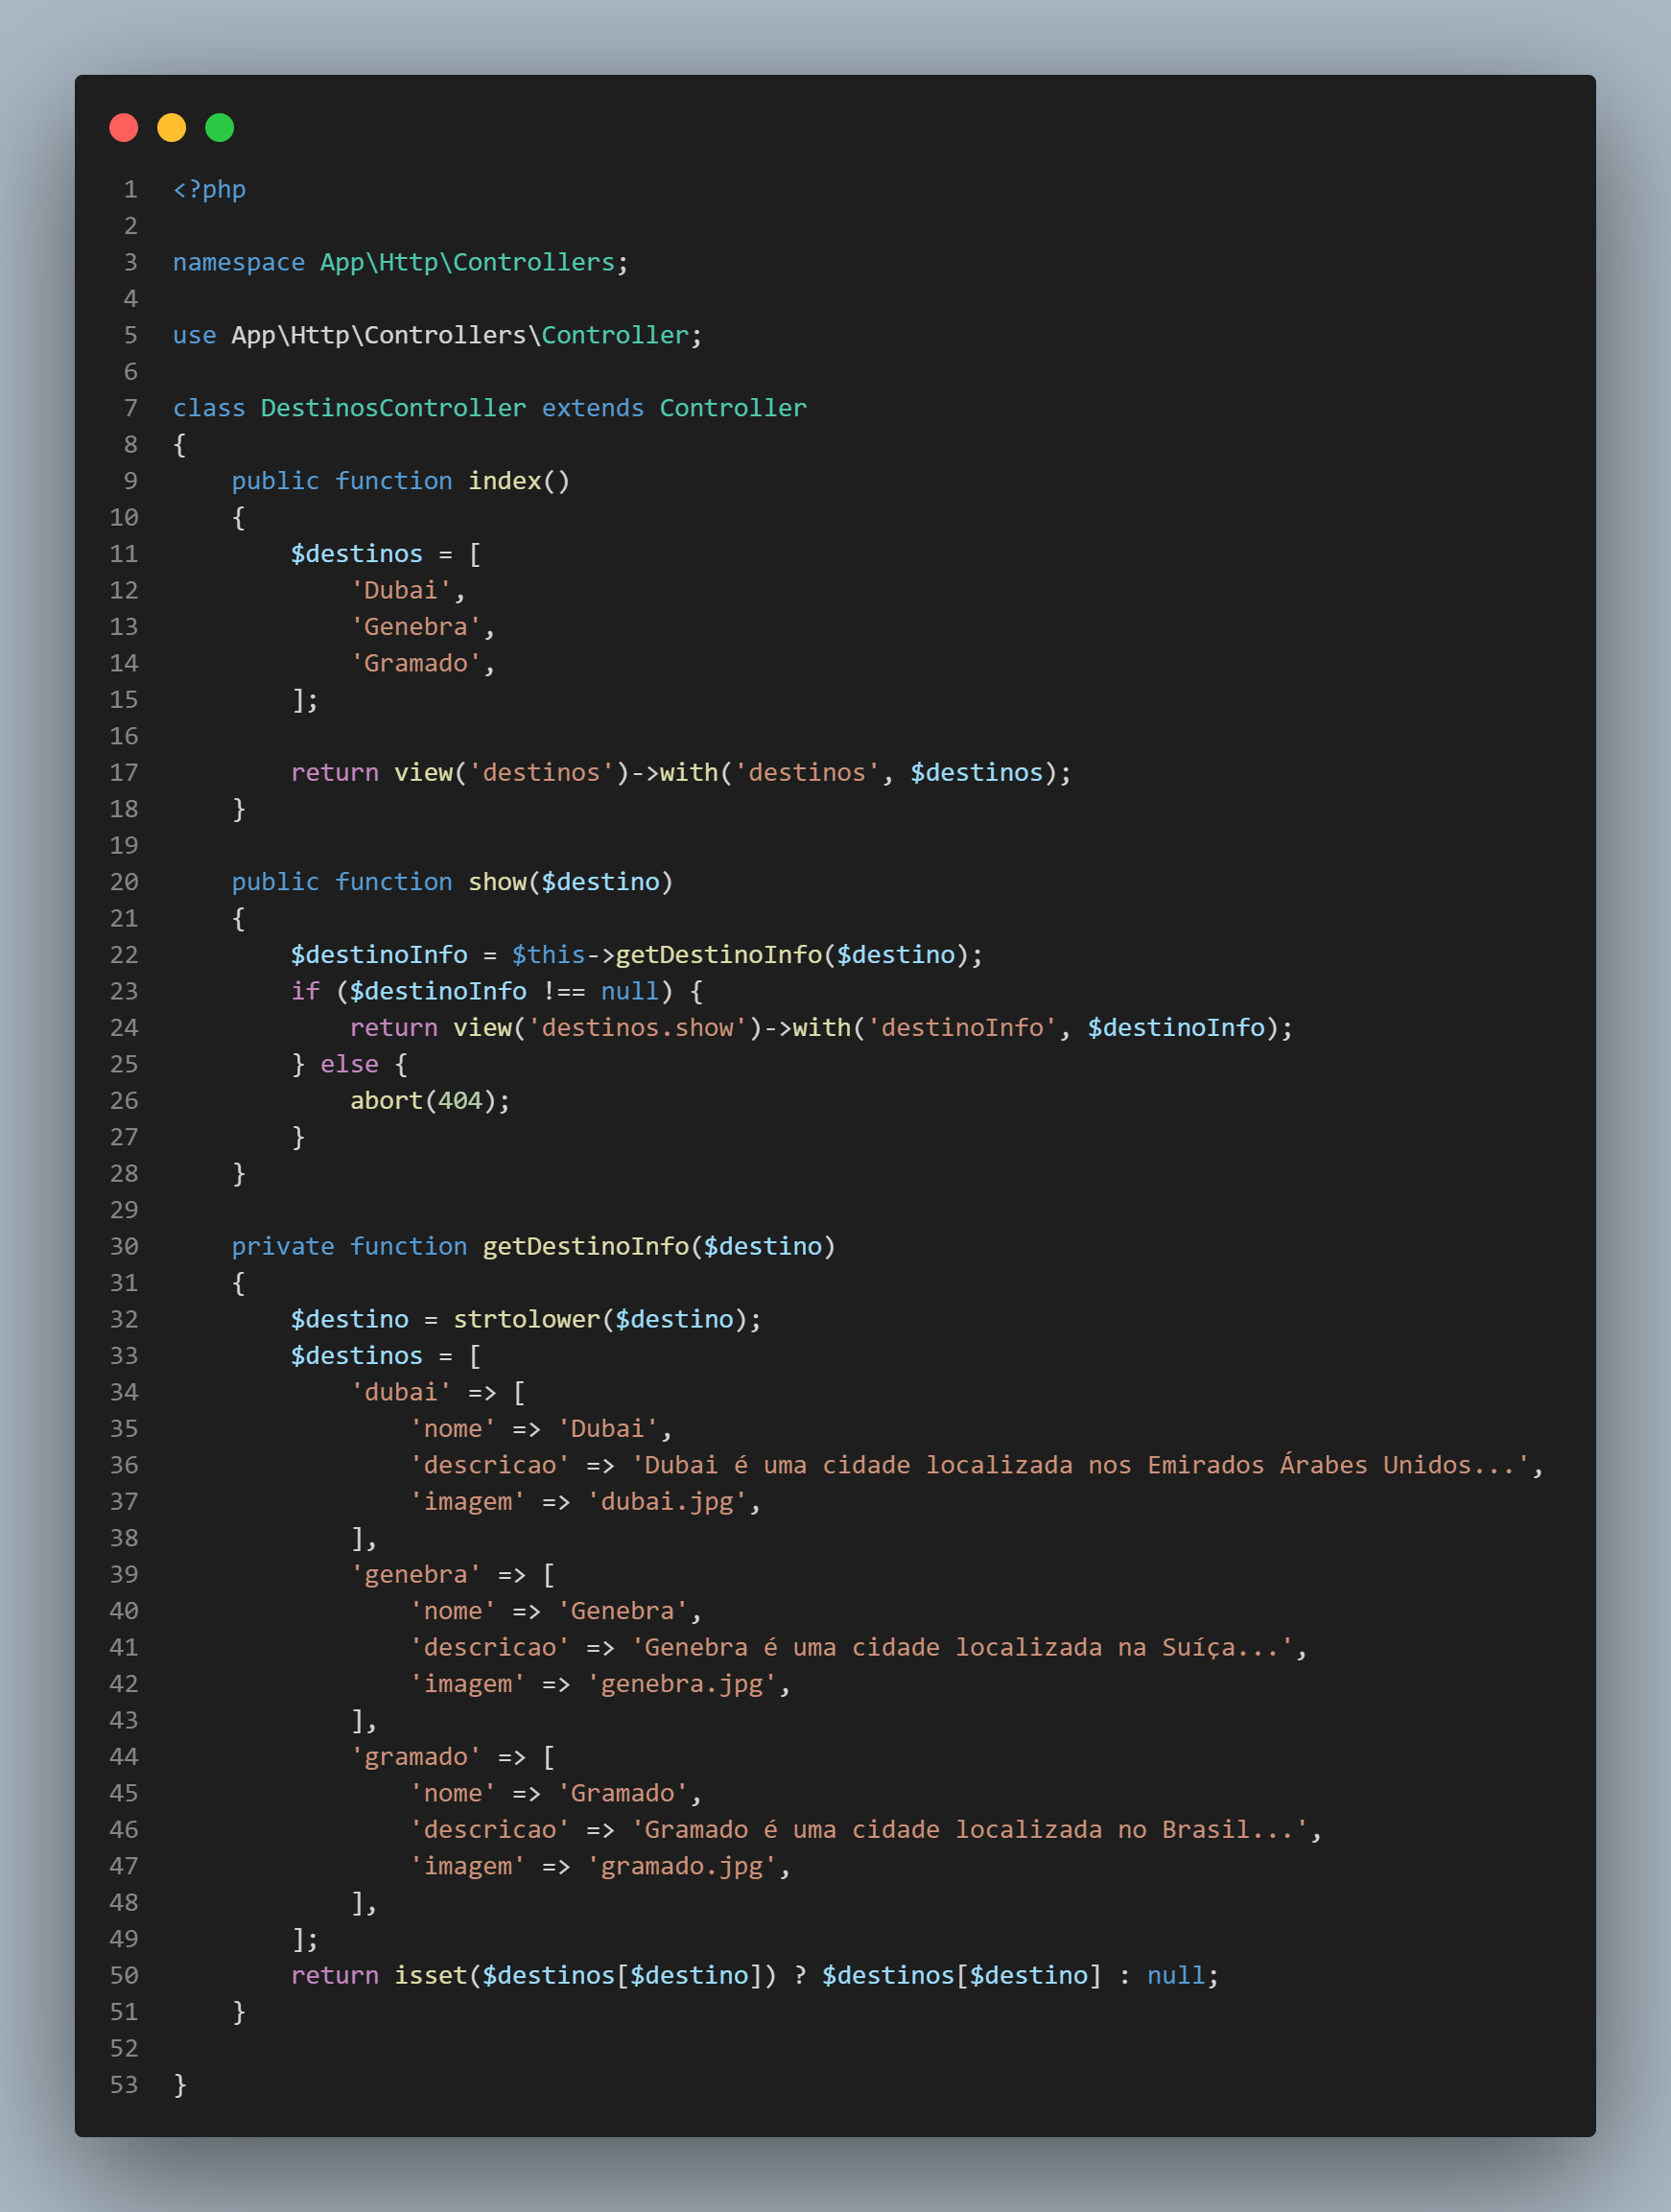 1 <?php
2
3 namespace App\Http\Controllers;
4
5 use App\Http\Controllers\Controller;
6
7 class DestinosController extends Controller
8 {
9     public function index()
10     {
11         $destinos = [
12             'Dubai',
13             'Genebra',
14             'Gramado',
15         ];
16
17         return view('destinos')->with('destinos', $destinos);
18     }
19
20     public function show($destino)
21     {
22         $destinoInfo = $this->getDestinoInfo($destino);
23         if ($destinoInfo !== null) {
24             return view('destinos.show')->with('destinoInfo', $destinoInfo);
25         } else {
26             abort(404);
27         }
28     }
29
30     private function getDestinoInfo($destino)
31     {
32         $destino = strtolower($destino);
33         $destinos = [
34             'dubai' => [
35                 'nome' => 'Dubai',
36                 'descricao' => 'Dubai é uma cidade localizada nos Emirados Árabes Unidos...',
37                 'imagem' => 'dubai.jpg',
38             ],
39             'genebra' => [
40                 'nome' => 'Genebra',
41                 'descricao' => 'Genebra é uma cidade localizada na Suíça...',
42                 'imagem' => 'genebra.jpg',
43             ],
44             'gramado' => [
45                 'nome' => 'Gramado',
46                 'descricao' => 'Gramado é uma cidade localizada no Brasil...',
47                 'imagem' => 'gramado.jpg',
48             ],
49         ];
50         return isset($destinos[$destino]) ? $destinos[$destino] : null;
51     }
52
53 }